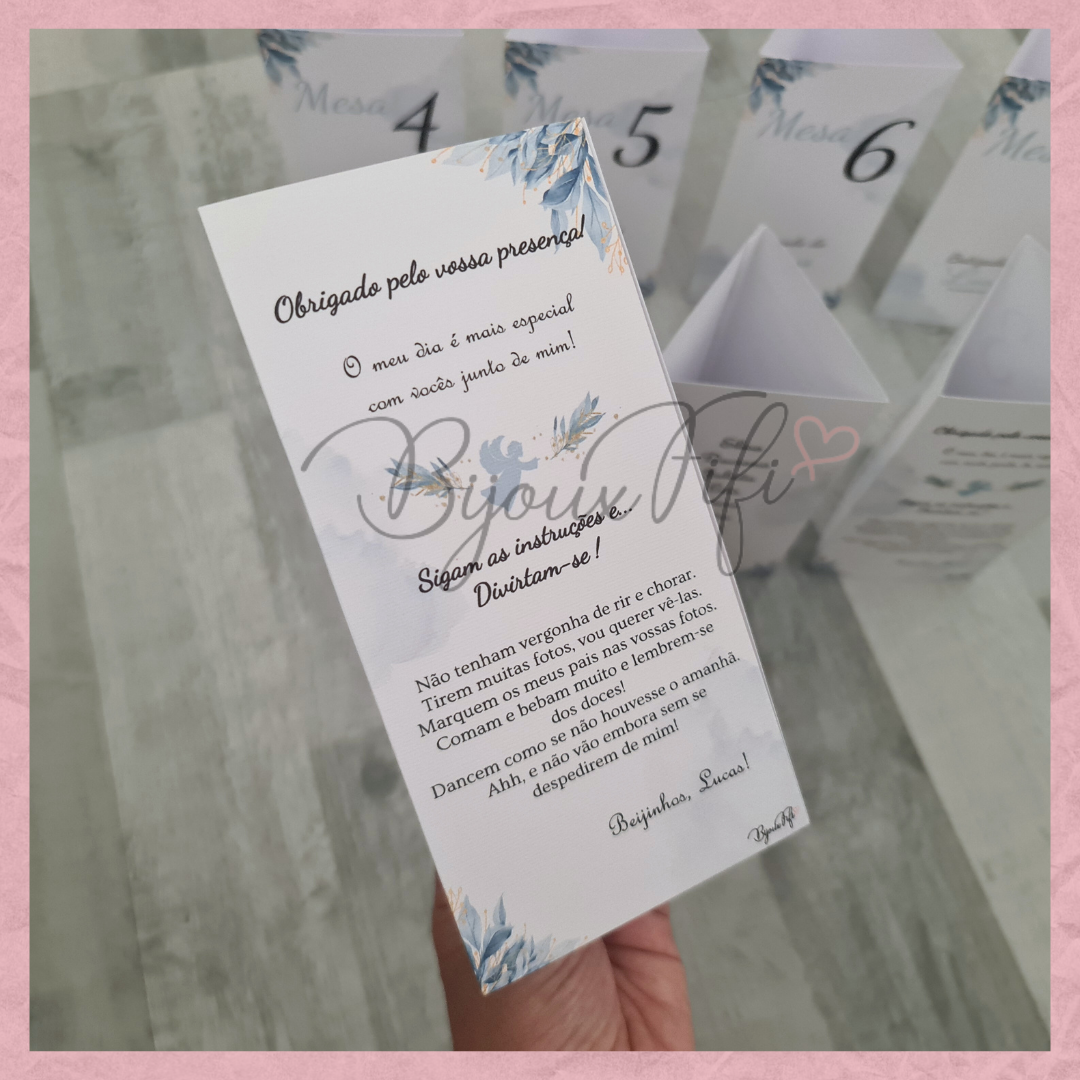 Mesa 4
Mesa 5
Mesa 6
Obrigado pelo vossa presença!
O meu dia é mais especial
com vocês junto de mim!
BijouxFifi
Sigam as instruções e...
Divirtam-se !
Não tenham vergonha de rir e chorar.
Tirem muitas fotos, vou querer vê-las.
Marquem os meus pais nas vossas fotos.
Comam e bebam muito e lembrem-se
dos doces!
Dancem como se não houvesse o amanhã.
Ahh, e não vão embora sem se
despedirem de mim!
Beijinhos, Lucas!
BijouxFifi